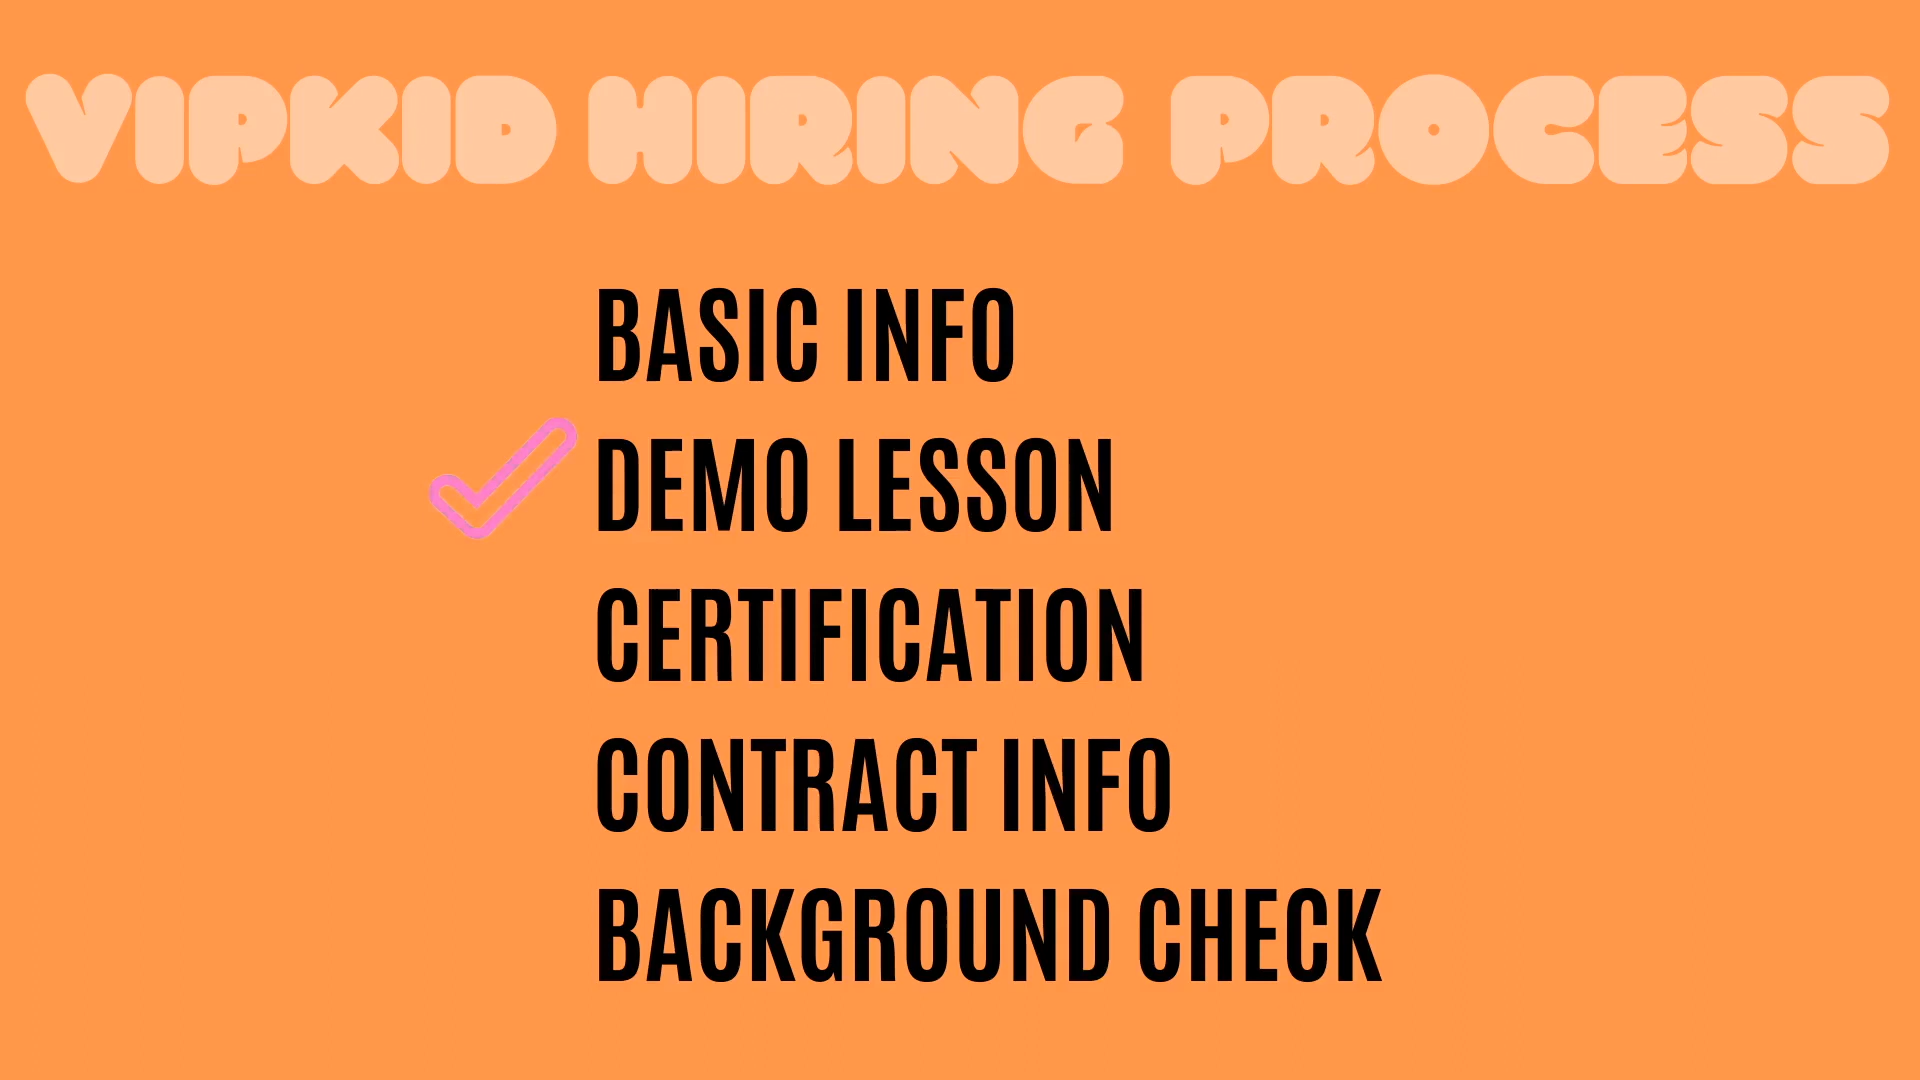 VIPKID HIRING PROCESS
BASIC INFO
DEMO LESSON
CERTIFICATION
CONTRACT INFO
BACKGROUND CHECK